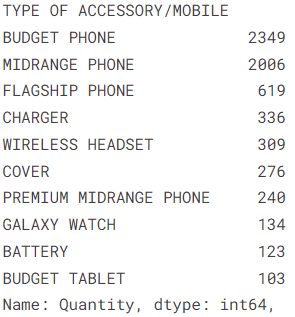 TYPE OF ACCESSORY/MOBILE
BUDGET PHONE 2349
MIDRANGE PHONE 2006
FLAGSHIP PHONE 619
CHARGER 336
WIRELESS HEADSET 309
COVER 276
PREMIUM MIDRANGE PHONE 240
GALAXY WATCH 134
BATTERY 123
BUDGET TABLET 103
Name: Quantity, dtype: int64,